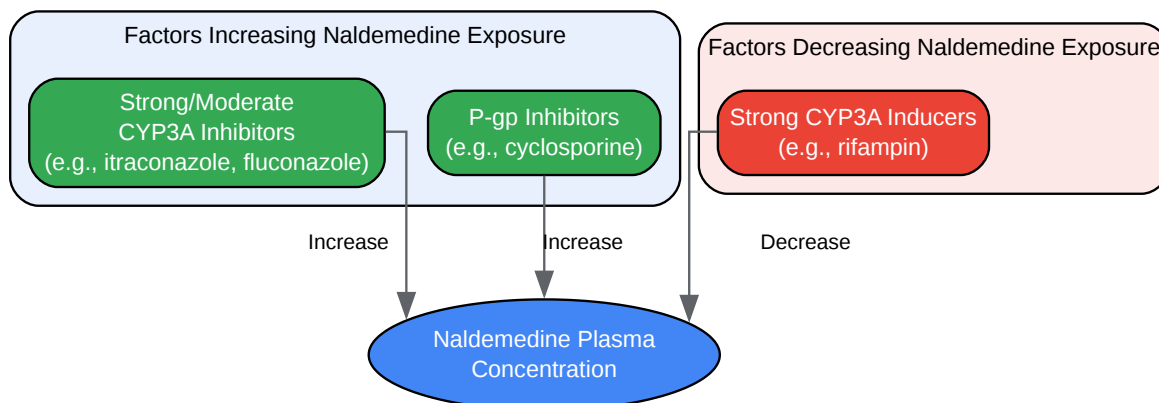 Factors Increasing Naldemedine Exposure
Factors Decreasing Naldemedine Exposure
Strong/Moderate
CYP3A Inhibitors
(e.g., itraconazole, fluconazole)
P-gp Inhibitors
(e.g., cyclosporine)
Strong CYP3A Inducers
(e.g., rifampin)
Increase
Increase
Decrease
Naldemedine Plasma
Concentration